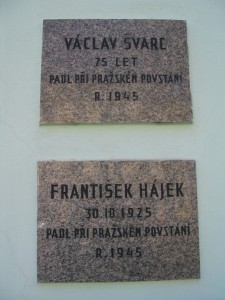 VÁCLAV ŠVARC
25 LET
PADL PŘI PRAŽSKÉM POVSTÁNÍ
R. 1945
FRANTIŠEK HÁJEK
30.10.1925
PADL PŘI PRAŽSKÉM POVSTÁNÍ
R. 1945